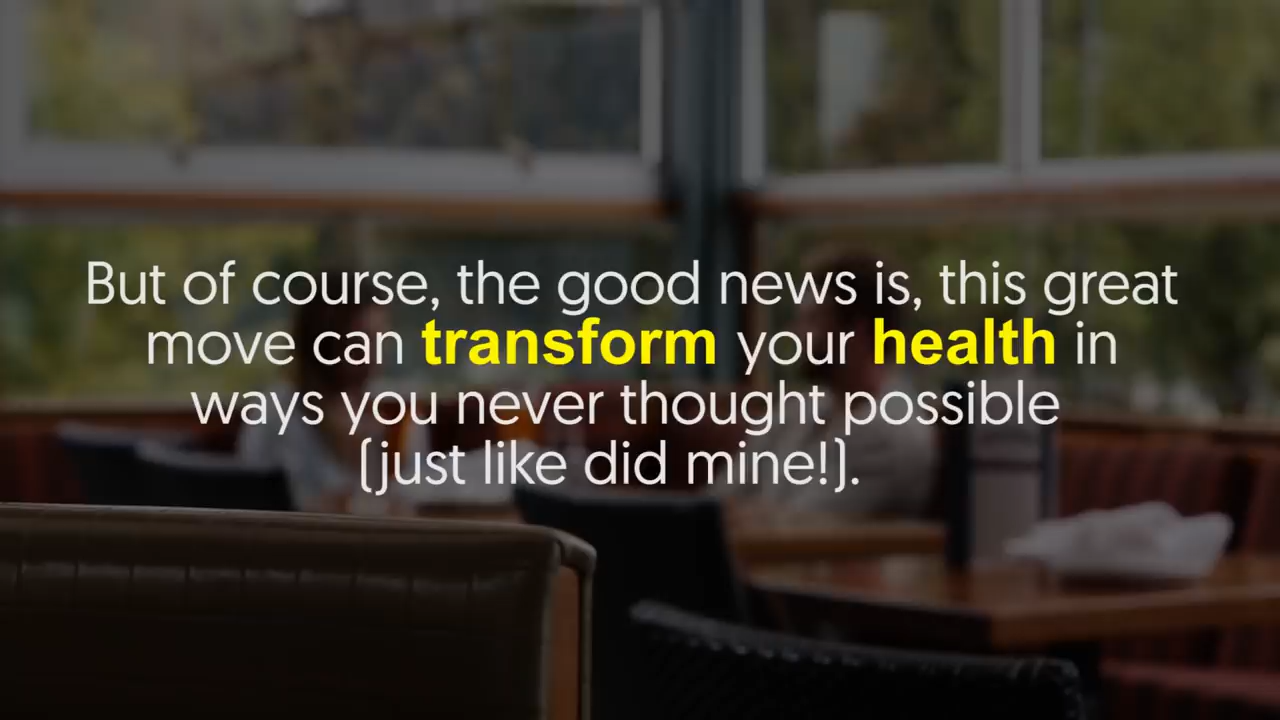 But of course, the good news is, this great
move can transform your health in
ways you never thought possible
(just like did mine!).